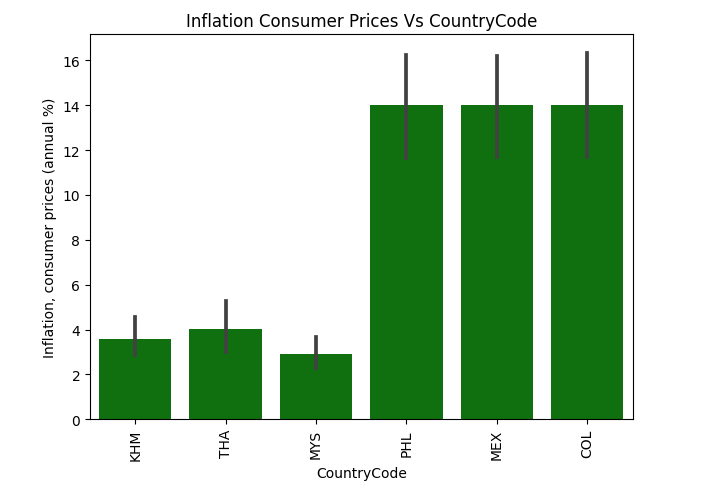 Inflation Consumer Prices Vs CountryCode
Inflation, consumer prices (annual %)
16
14
12
10
8
6
4
2
0
KHM
THA
MYS
PHL
MEX
COL
CountryCode